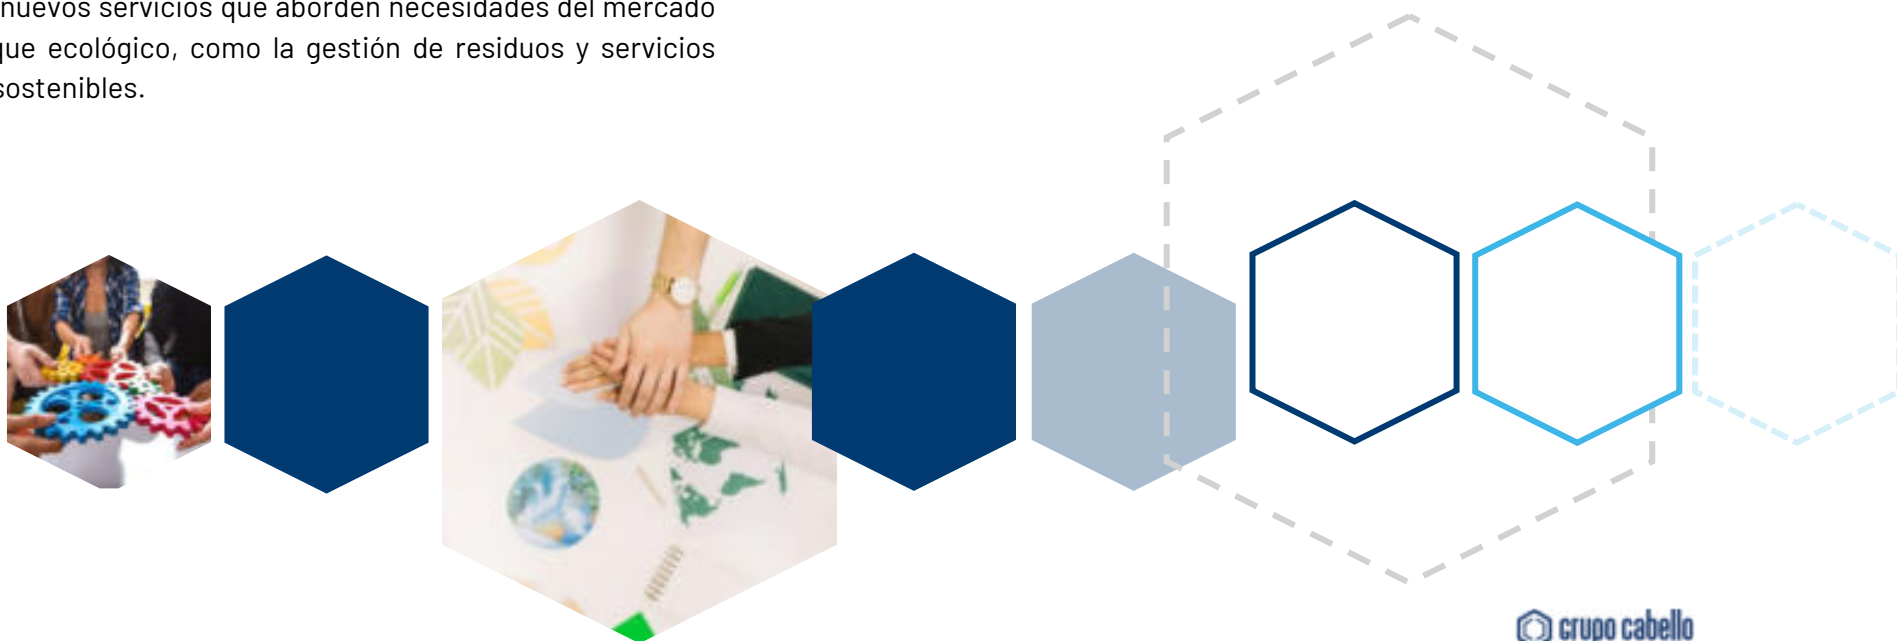 nuevos servicios que aborden necesidades del mercado
que ecológico, como la gestión de residuos y servicios
sostenibles.
grupo cabello